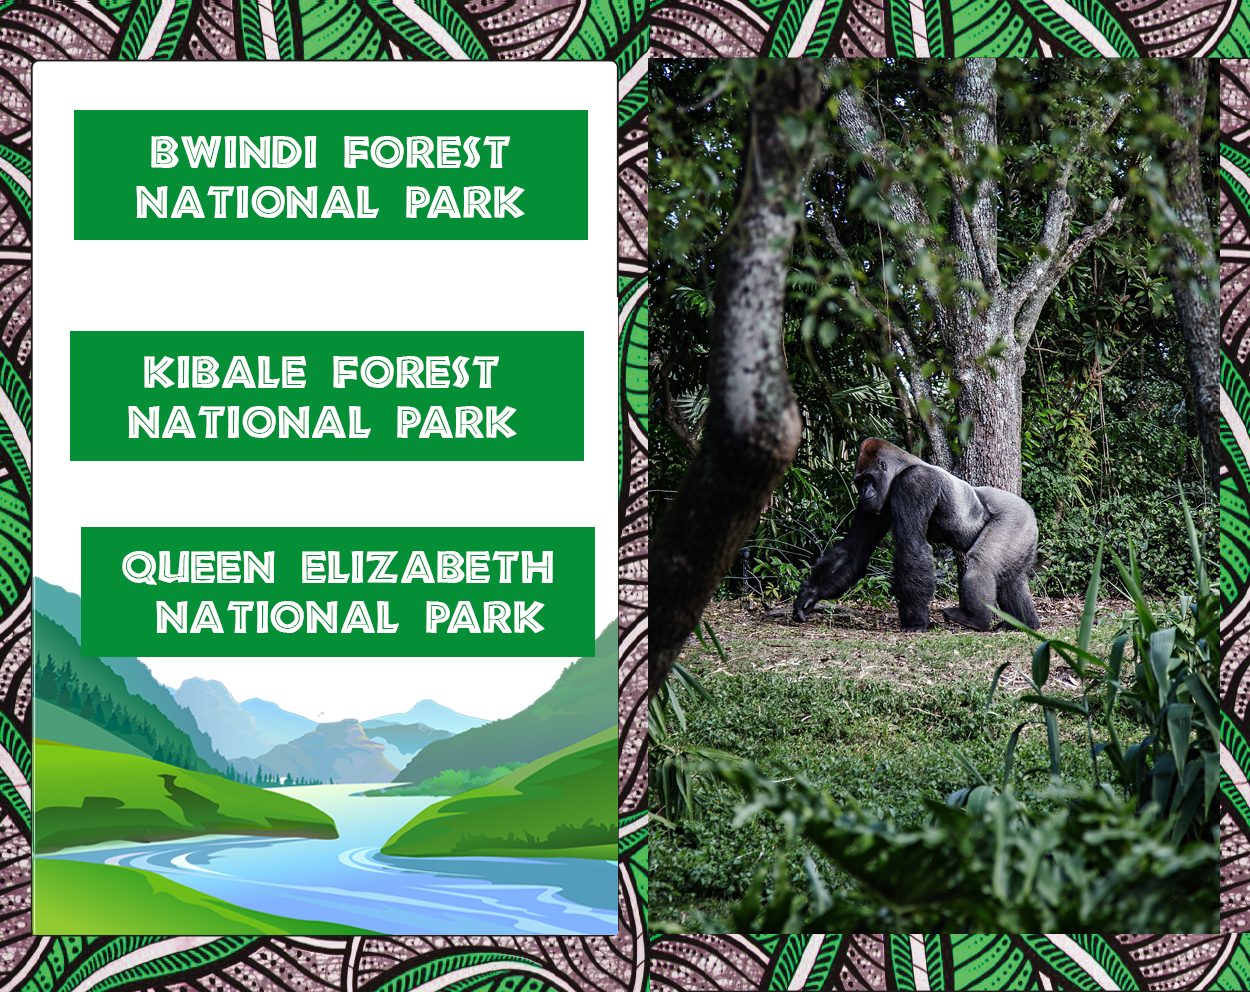 BWINDI FOREST
NATIONAL PARK
KIBALE FOREST
NATIONAL PARK
QUEEN ELIZABETH
NATIONAL PARK